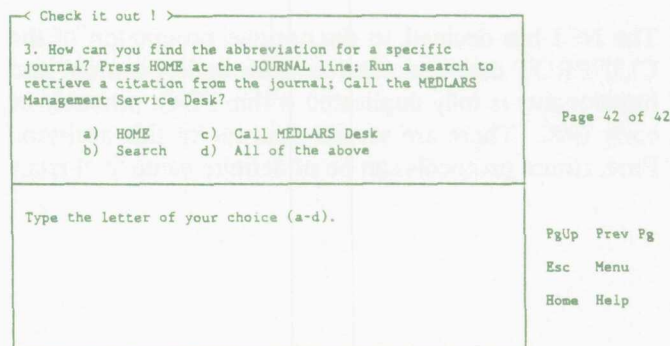 < Check it out ! >
3. How can you find the abbreviation for a specific
journal? Press HOME at the JOURNAL line; Run a search to
retrieve a citation from the journal; Call the MEDLARS
Management Service Desk?
a) HOME c) Call MEDLARS Desk
b) Search d) All of the above
Page 42 of 42
Type the letter of your choice (a-d).
PgUp Prev Pg
Esc Menu
Home Help